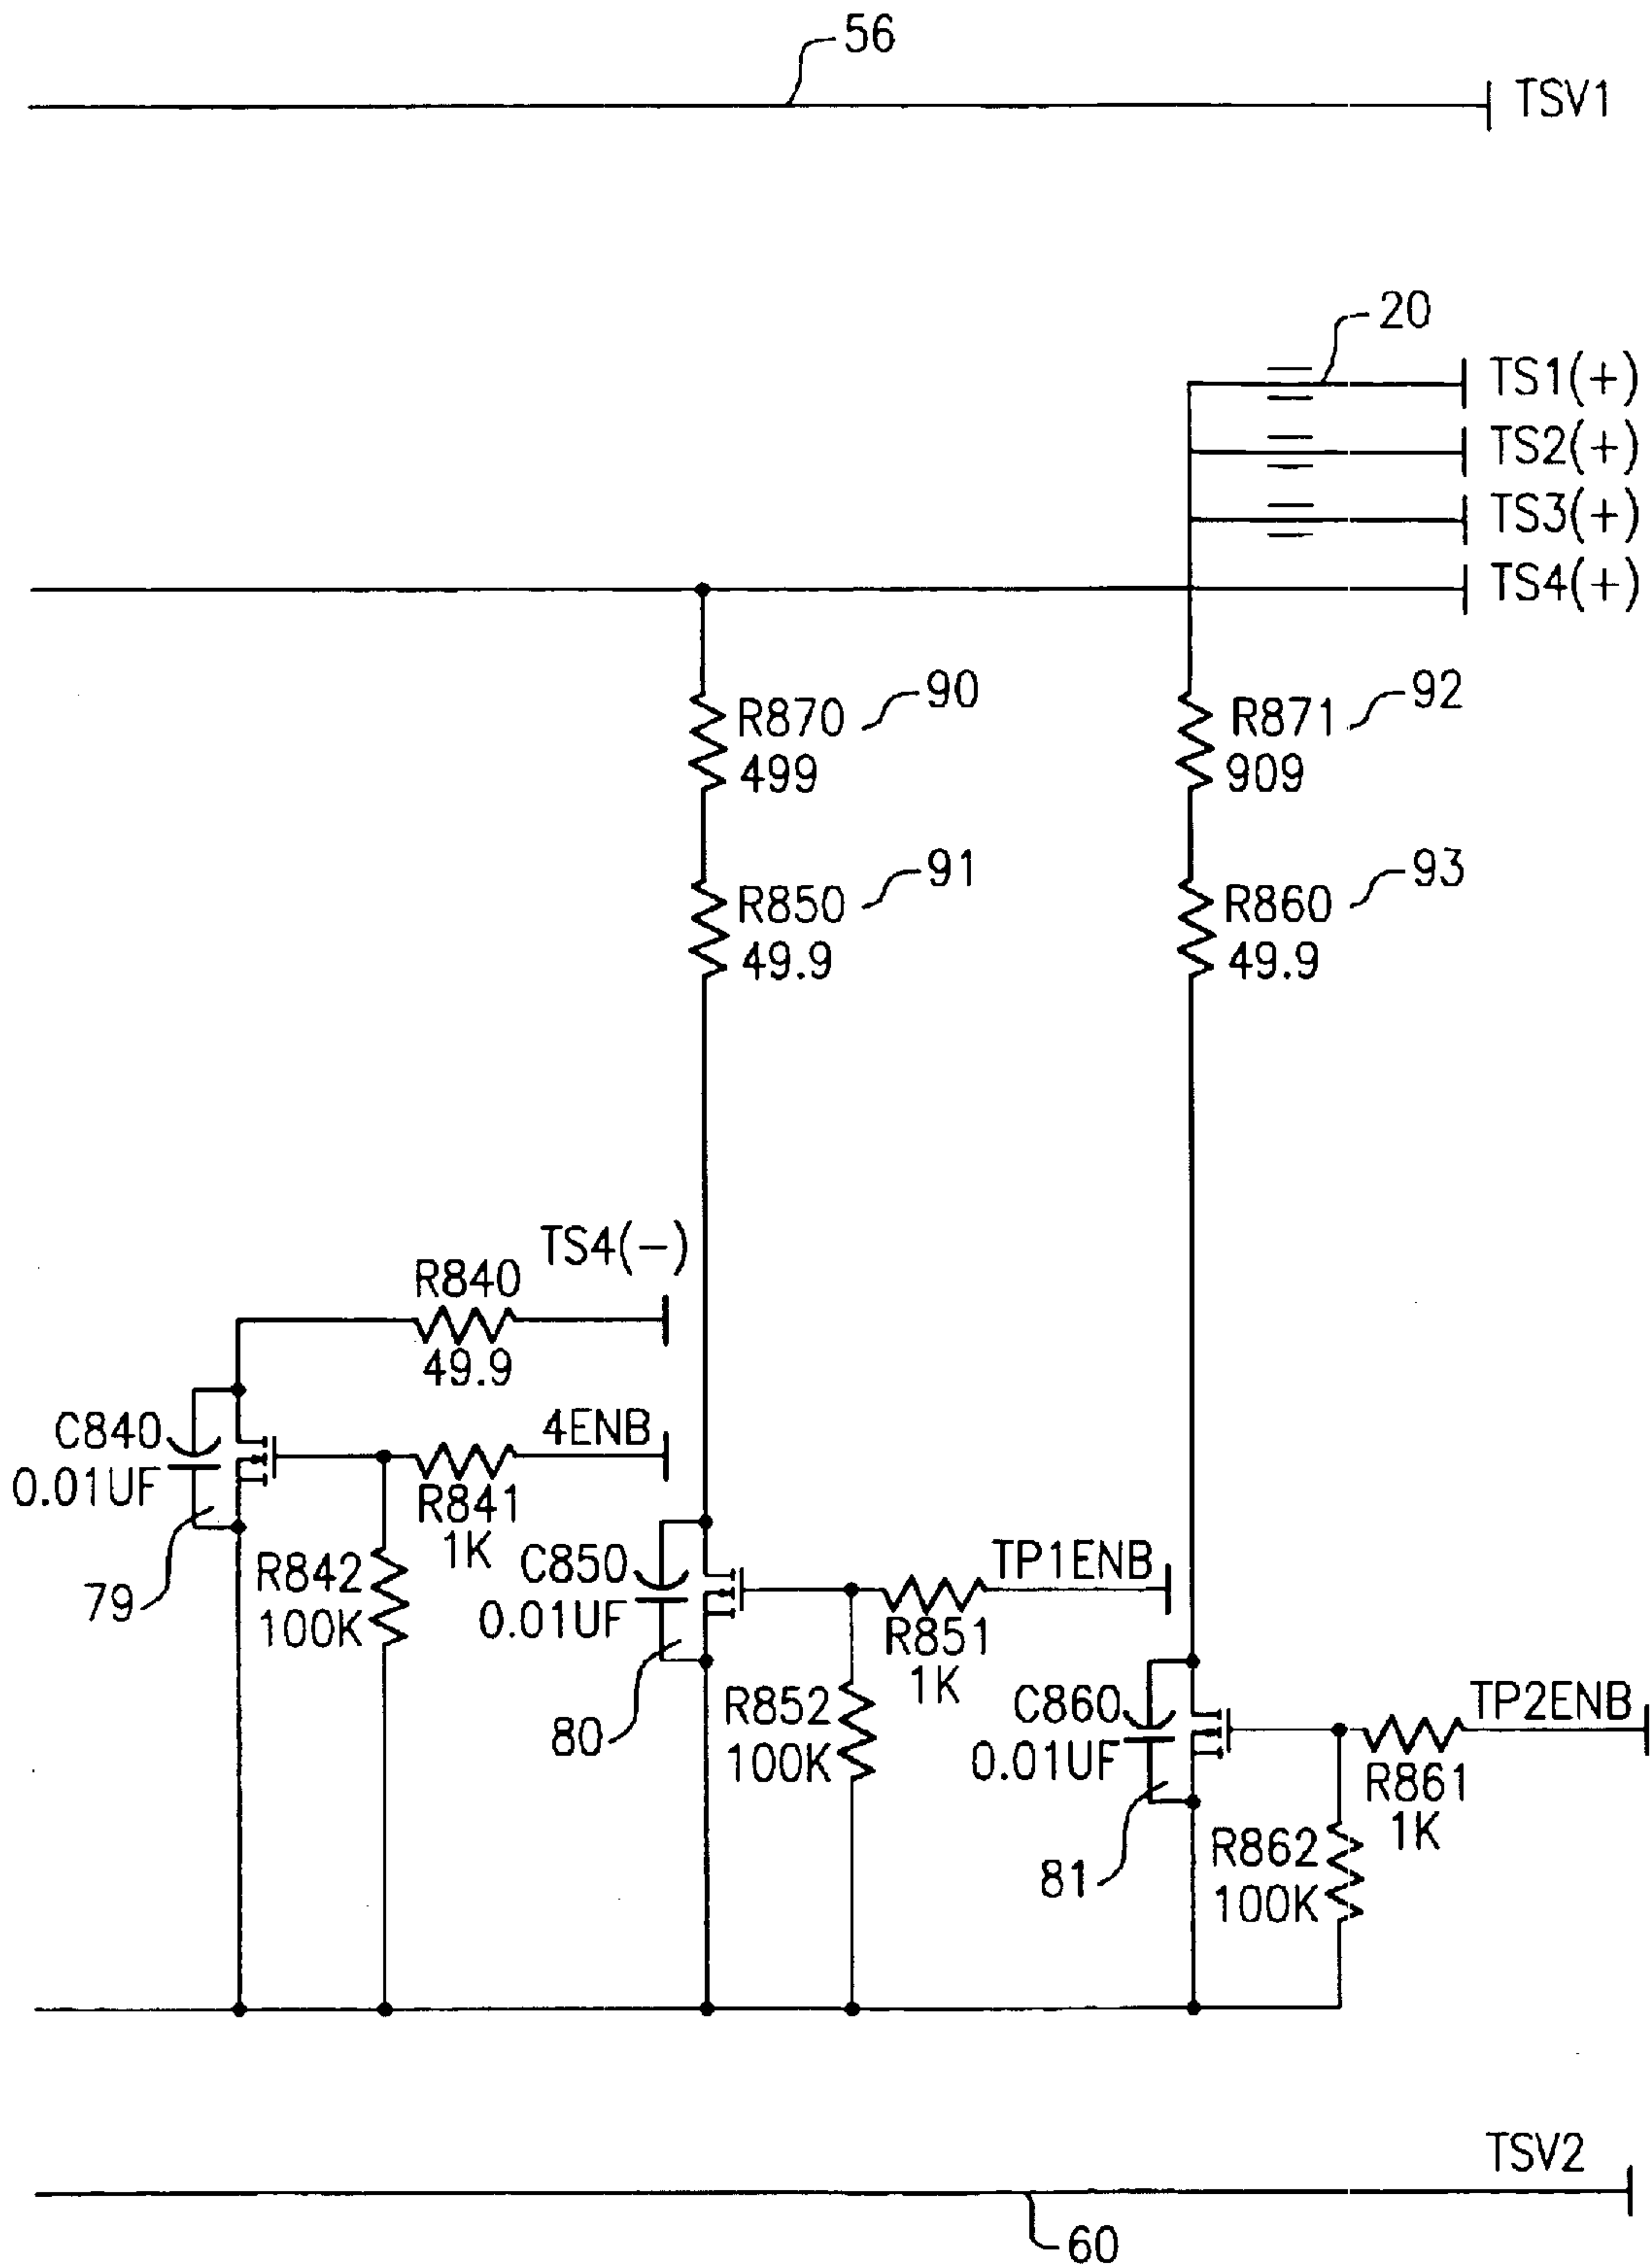 56
TSV1
20
TS1(+)
TS2(+)
TS3(+)
TS4(+)
R870
499
90
R871
909
92
R850
49.9
91
R860
49.9
93
TS4(-)
R840
49.9
C840
0.01UF
4ENB
R841
1K
79
R842
100K
C850
0.01UF
TP1ENB
R851
1K
80
R852
100K
C860
0.01UF
TP2ENB
R861
1K
81
R862
100K
TSV2
60